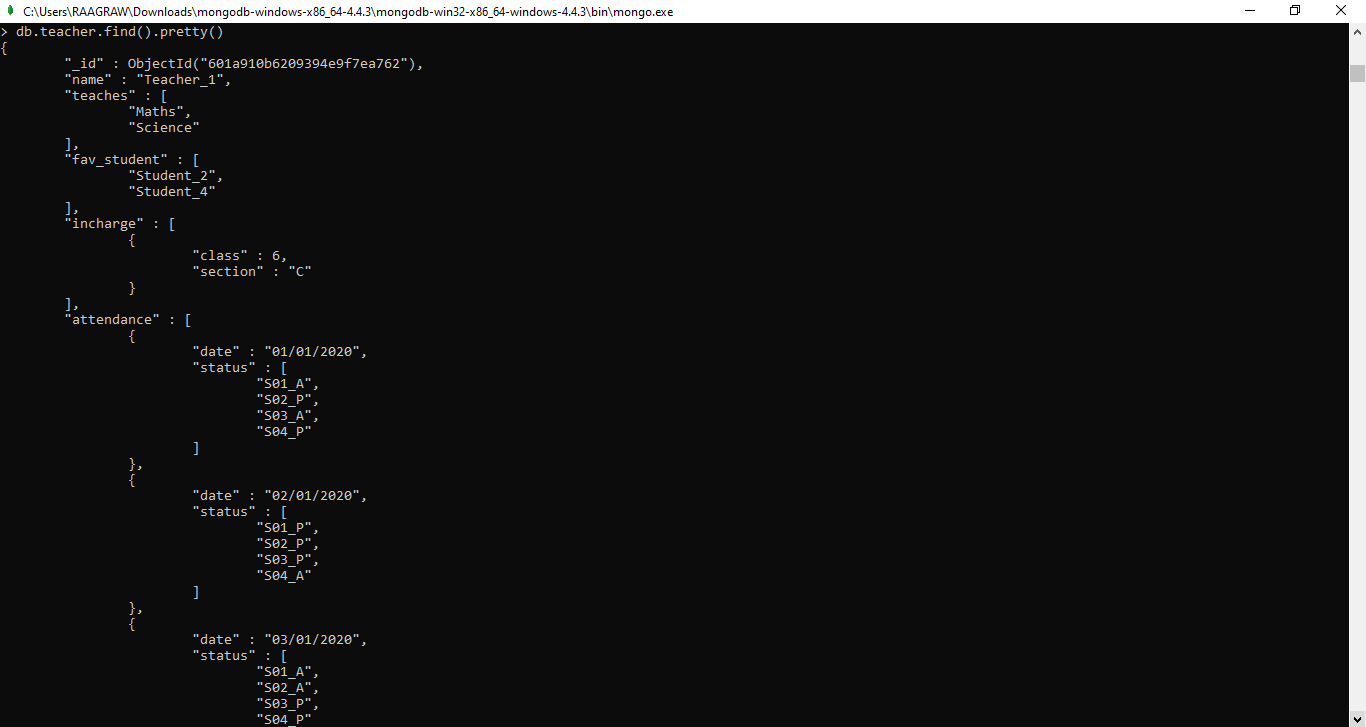 C:\Users\RAAGRAW\Downloads\mongodb-windows-x86_64-4.4.3\mongodb-win32-x86_64-windows-4.4.3\bin\mongo.exe
> db.teacher.find().pretty()
{
"_id" : ObjectId("601a910b6209394e9f7ea762"),
"name" : "Teacher_1",
"teaches" : [
"Maths",
"Science"
],
"fav_student" : [
"Student_2",
"Student_4"
],
"incharge" : [
{
"class" : 6,
"section" : "C"
}
],
"attendance" : [
{
"date" : "01/01/2020",
"status" : [
"S01_A",
"S02_P",
"S03_A",
"S04_P"
]
},
{
"date" : "02/01/2020",
"status" : [
"S01_P",
"S02_P",
"S03_P",
"S04_A"
]
},
{
"date" : "03/01/2020",
"status" : [
"S01_A",
"S02_A",
"S03_P",
"S04_P"